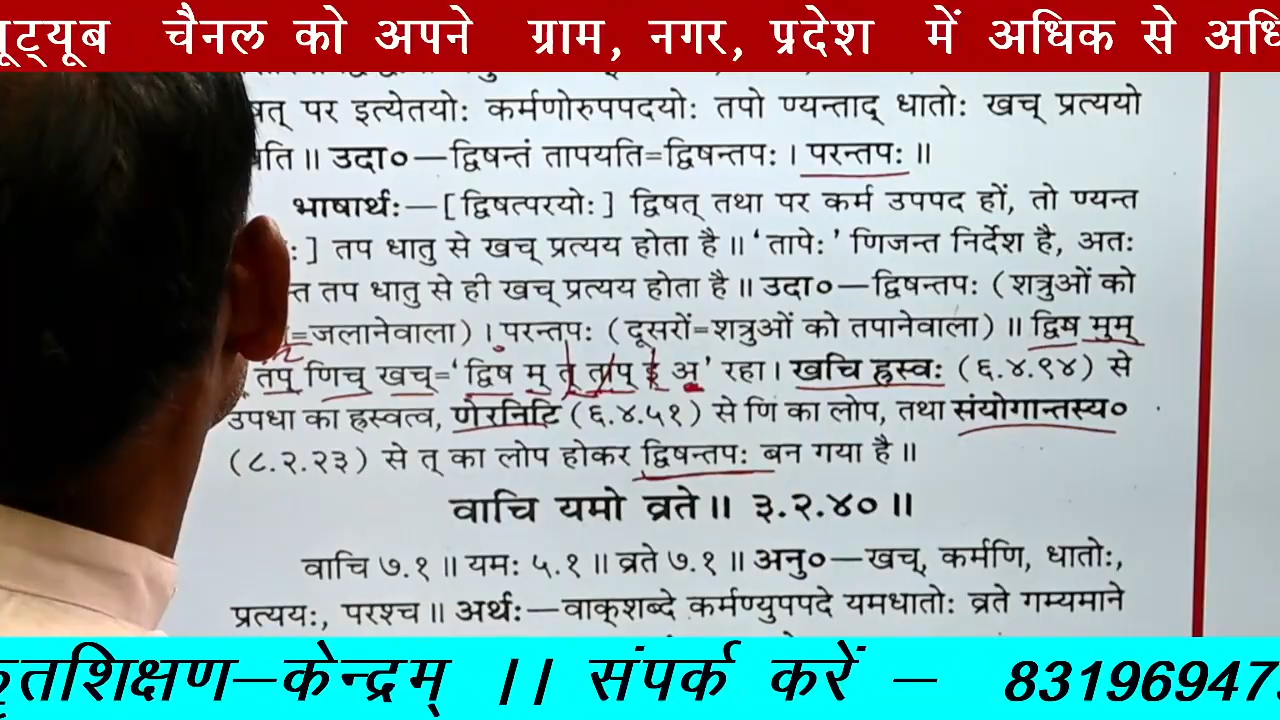 चैनल को अपने ग्राम, नगर, प्रदेश में अधिक से
पर इत्येतयोः कर्मणोरुपपदयोः तपो ण्यन्ताद् धातोः खच् प्रत्ययो
॥ उदा०—द्विषन्तं तापयति=द्विषन्तपः । परन्तपः ॥
भाषार्थः—[द्विषत्परयोः] द्विषत् तथा पर कर्म उपपद हों, तो ण्यन्त
:] तप धातु से खच् प्रत्यय होता है ॥ 'तापेः' णिजन्त निर्देश है, अतः
तप धातु से ही खच् प्रत्यय होता है ॥ उदा०—द्विषन्तपः (शत्रुओं को
=जलानेवाला) । परन्तपः (दूसरों=शत्रुओं को तपानेवाला) ॥ द्विष मुम्
तप् णिच् खच्='द्विष म् त् ताप् इ अ' रहा। खचि ह्रस्वः (६.४.९४) से
उपधा का ह्रस्वत्व, णेरनिटि (६.४.५१) से णि का लोप, तथा संयोगान्तस्य०
(८.२.२३) से त् का लोप होकर द्विषन्तपः बन गया है ॥
वाचि यमो व्रते ॥ ३.२.४० ॥
वाचि ७.१ ॥ यमः ५.१ ॥ व्रते ७.१ ॥ अनु०—खच्, कर्मणि, धातोः,
प्रत्ययः, परश्च ॥ अर्थः—वाक्शब्दे कर्मण्युपपदे यमधातोः व्रते गम्यमाने
कृतशिक्षण–केन्द्रम् || संपर्क करें – 83196947